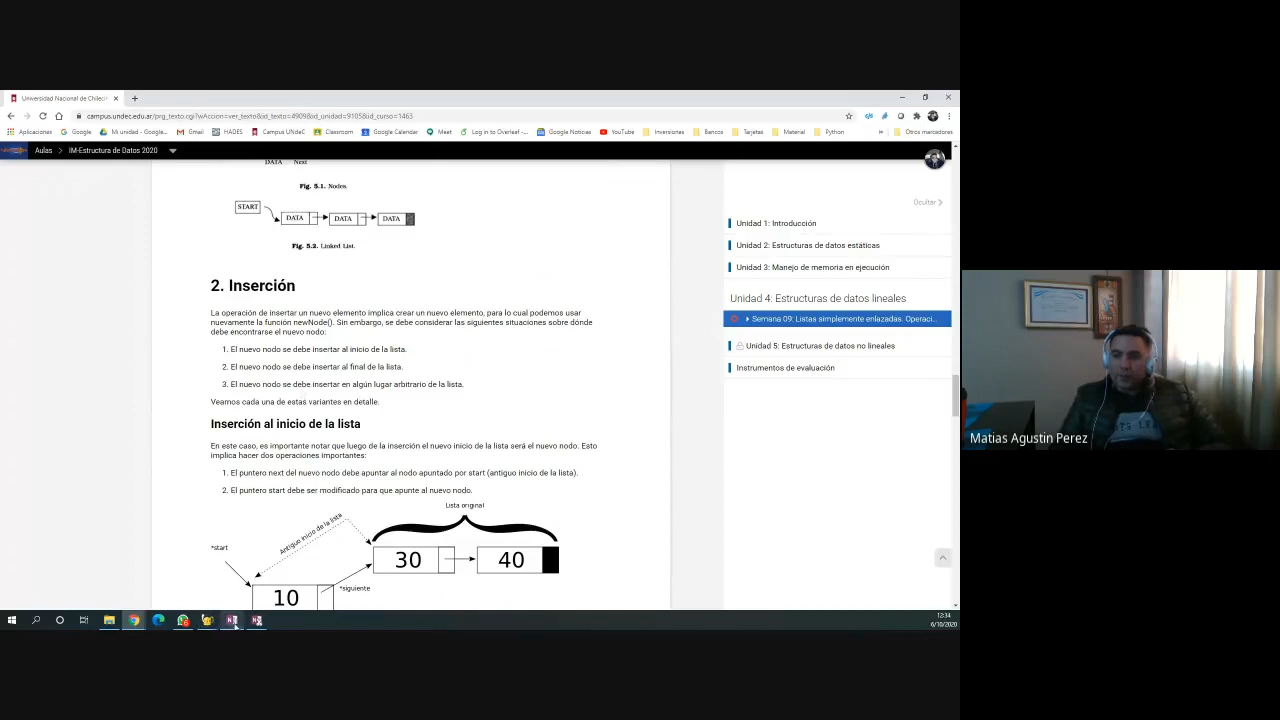 Universidad Nacional de Chilecit
campus.undec.edu.ar/prg_texto.cgi?wAccion=ver_texto&id_texto=4909&id_unidad=9105&id_curso=1463
Aplicaciones
Google
Mi unidad - Google...
Gmail
HADES
Campus UNdeC
Classroom
Google Calendar
Meet
Log in to Overleaf -...
Google Noticias
YouTube
Inversiones
Bancos
Tarjetas
Material
Python
»
Otros marcadores
Aulas > IM-Estructura de Datos 2020
DATA Next
Fig. 5.1. Nodes.
START
DATA DATA DATA
Fig. 5.2. Linked List.
2. Inserción
La operación de insertar un nuevo elemento implica crear un nuevo elemento, para lo cual podemos usar
nuevamente la función newNode(). Sin embargo, se debe considerar las siguientes situaciones sobre dónde
debe encontrarse el nuevo nodo:
1. El nuevo nodo se debe insertar al inicio de la lista.
2. El nuevo nodo se debe insertar al final de la lista.
3. El nuevo nodo se debe insertar en algún lugar arbitrario de la lista.
Veamos cada una de estas variantes en detalle.
Inserción al inicio de la lista
En este caso, es importante notar que luego de la inserción el nuevo inicio de la lista será el nuevo nodo. Esto
implica hacer dos operaciones importantes:
1. El puntero next del nuevo nodo debe apuntar al nodo apuntado por start (antiguo inicio de la lista).
2. El puntero start debe ser modificado para que apunte al nuevo nodo.
Lista original
Antiguo inicio de la lista
*start
30 40
*siguiente
10
Ocultar
Unidad 1: Introducción
Unidad 2: Estructuras de datos estáticas
Unidad 3: Manejo de memoria en ejecución
Unidad 4: Estructuras de datos lineales
Semana 09: Listas simplemente enlazadas. Operaci...
Unidad 5: Estructuras de datos no lineales
Instrumentos de evaluación
12:34
6/10/2020
Matias Agustin Perez